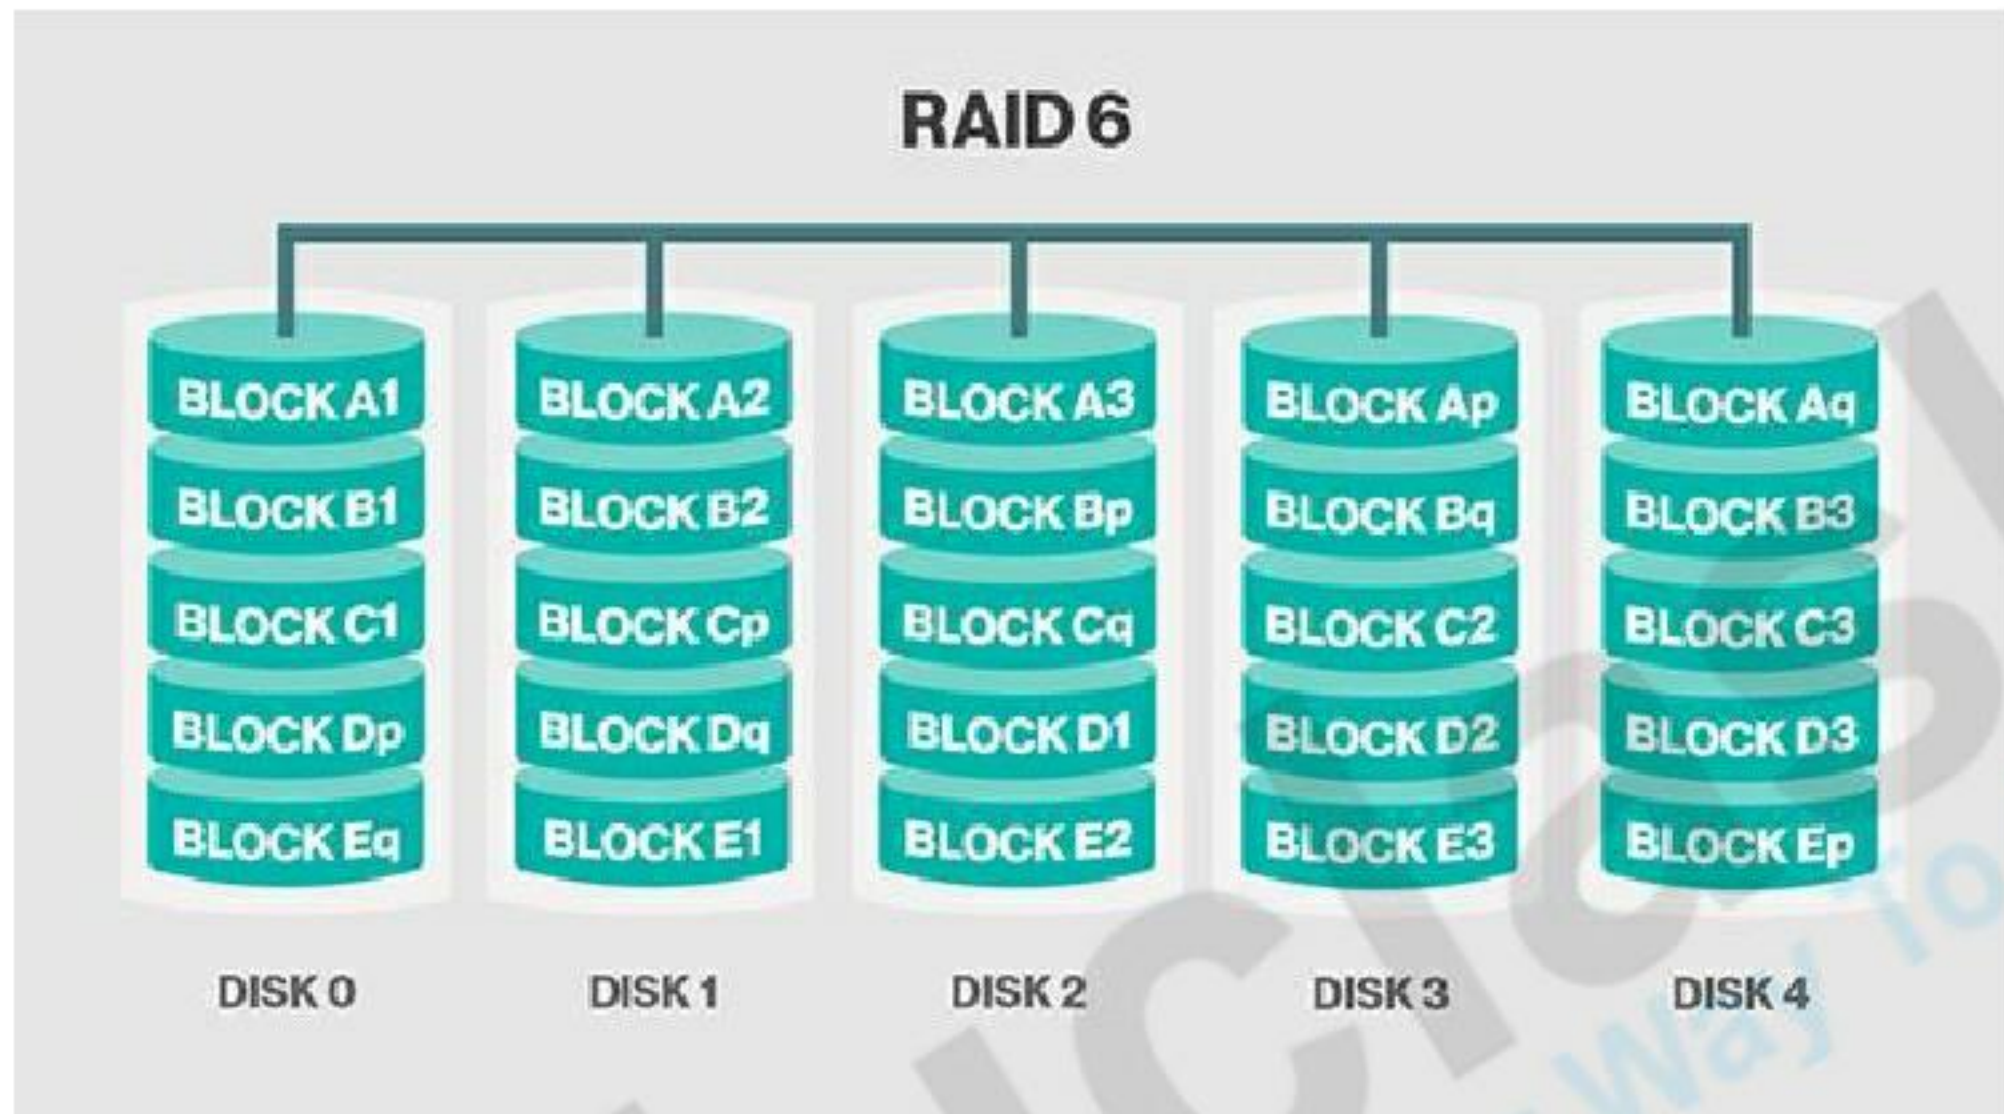 RAID 6
BLOCK A1 BLOCK A2 BLOCK A3 BLOCK Ap BLOCK Aq
BLOCK B1 BLOCK B2 BLOCK Bp BLOCK Bq BLOCK B3
BLOCK C1 BLOCK Cp BLOCK Cq BLOCK C2 BLOCK C3
BLOCK Dp BLOCK Dq BLOCK D1 BLOCK D2 BLOCK D3
BLOCK Eq BLOCK E1 BLOCK E2 BLOCK E3 BLOCK Ep
DISK 0 DISK 1 DISK 2 DISK 3 DISK 4
Way To